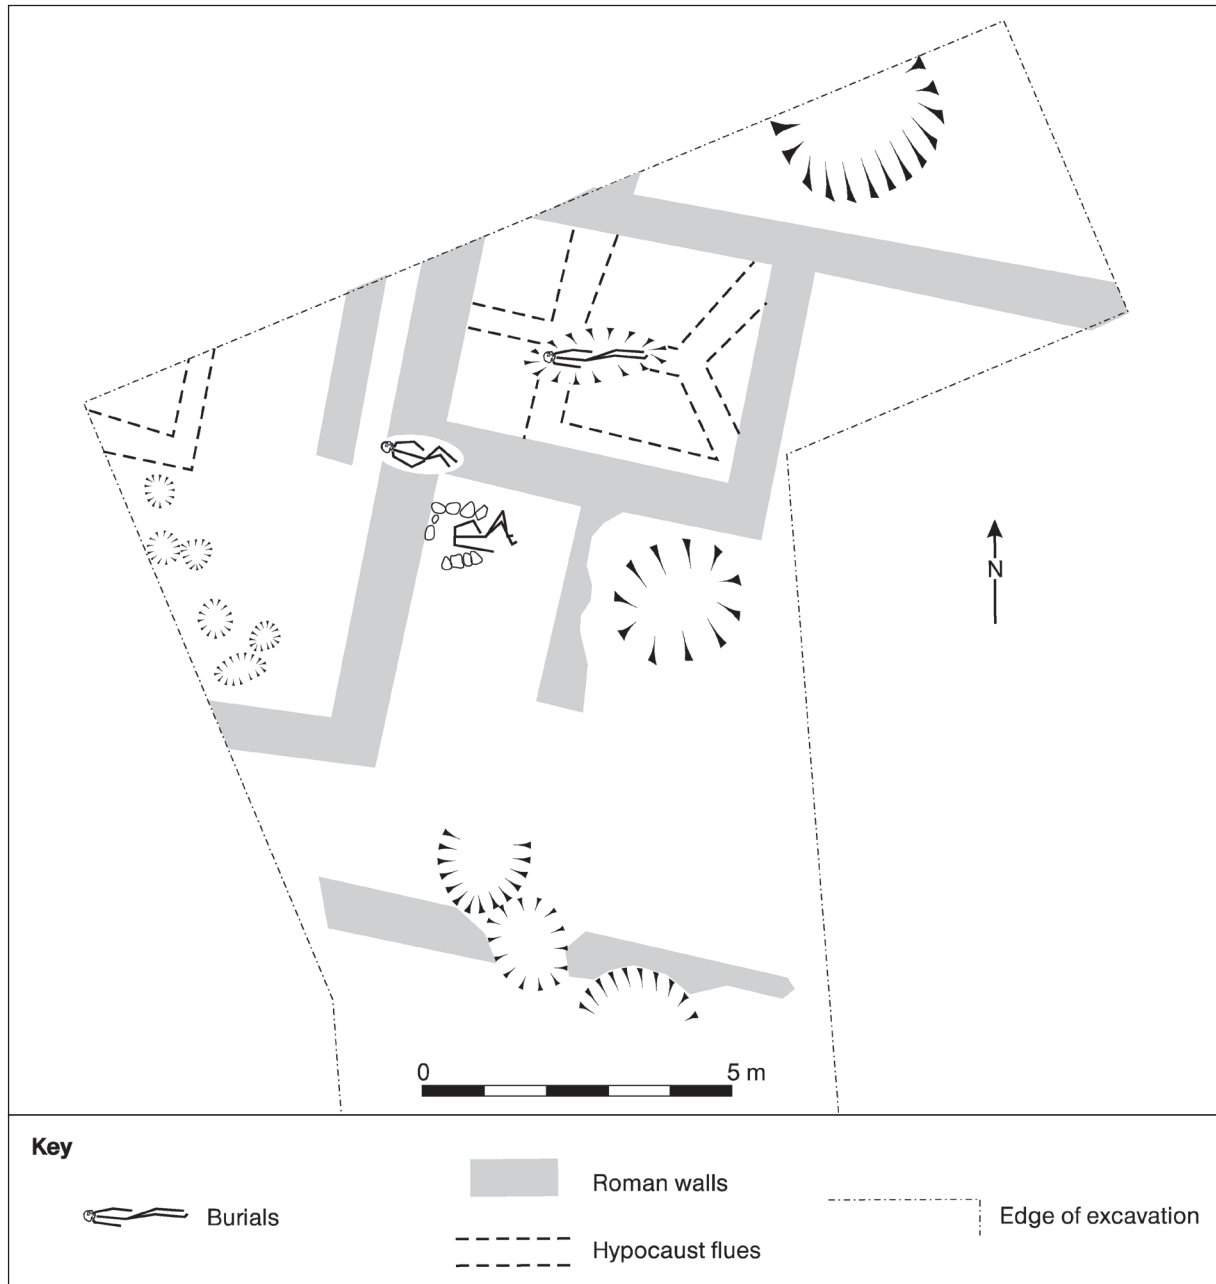 N
0 5 m
Key
Burials
Roman walls
Hypocaust flues
Edge of excavation